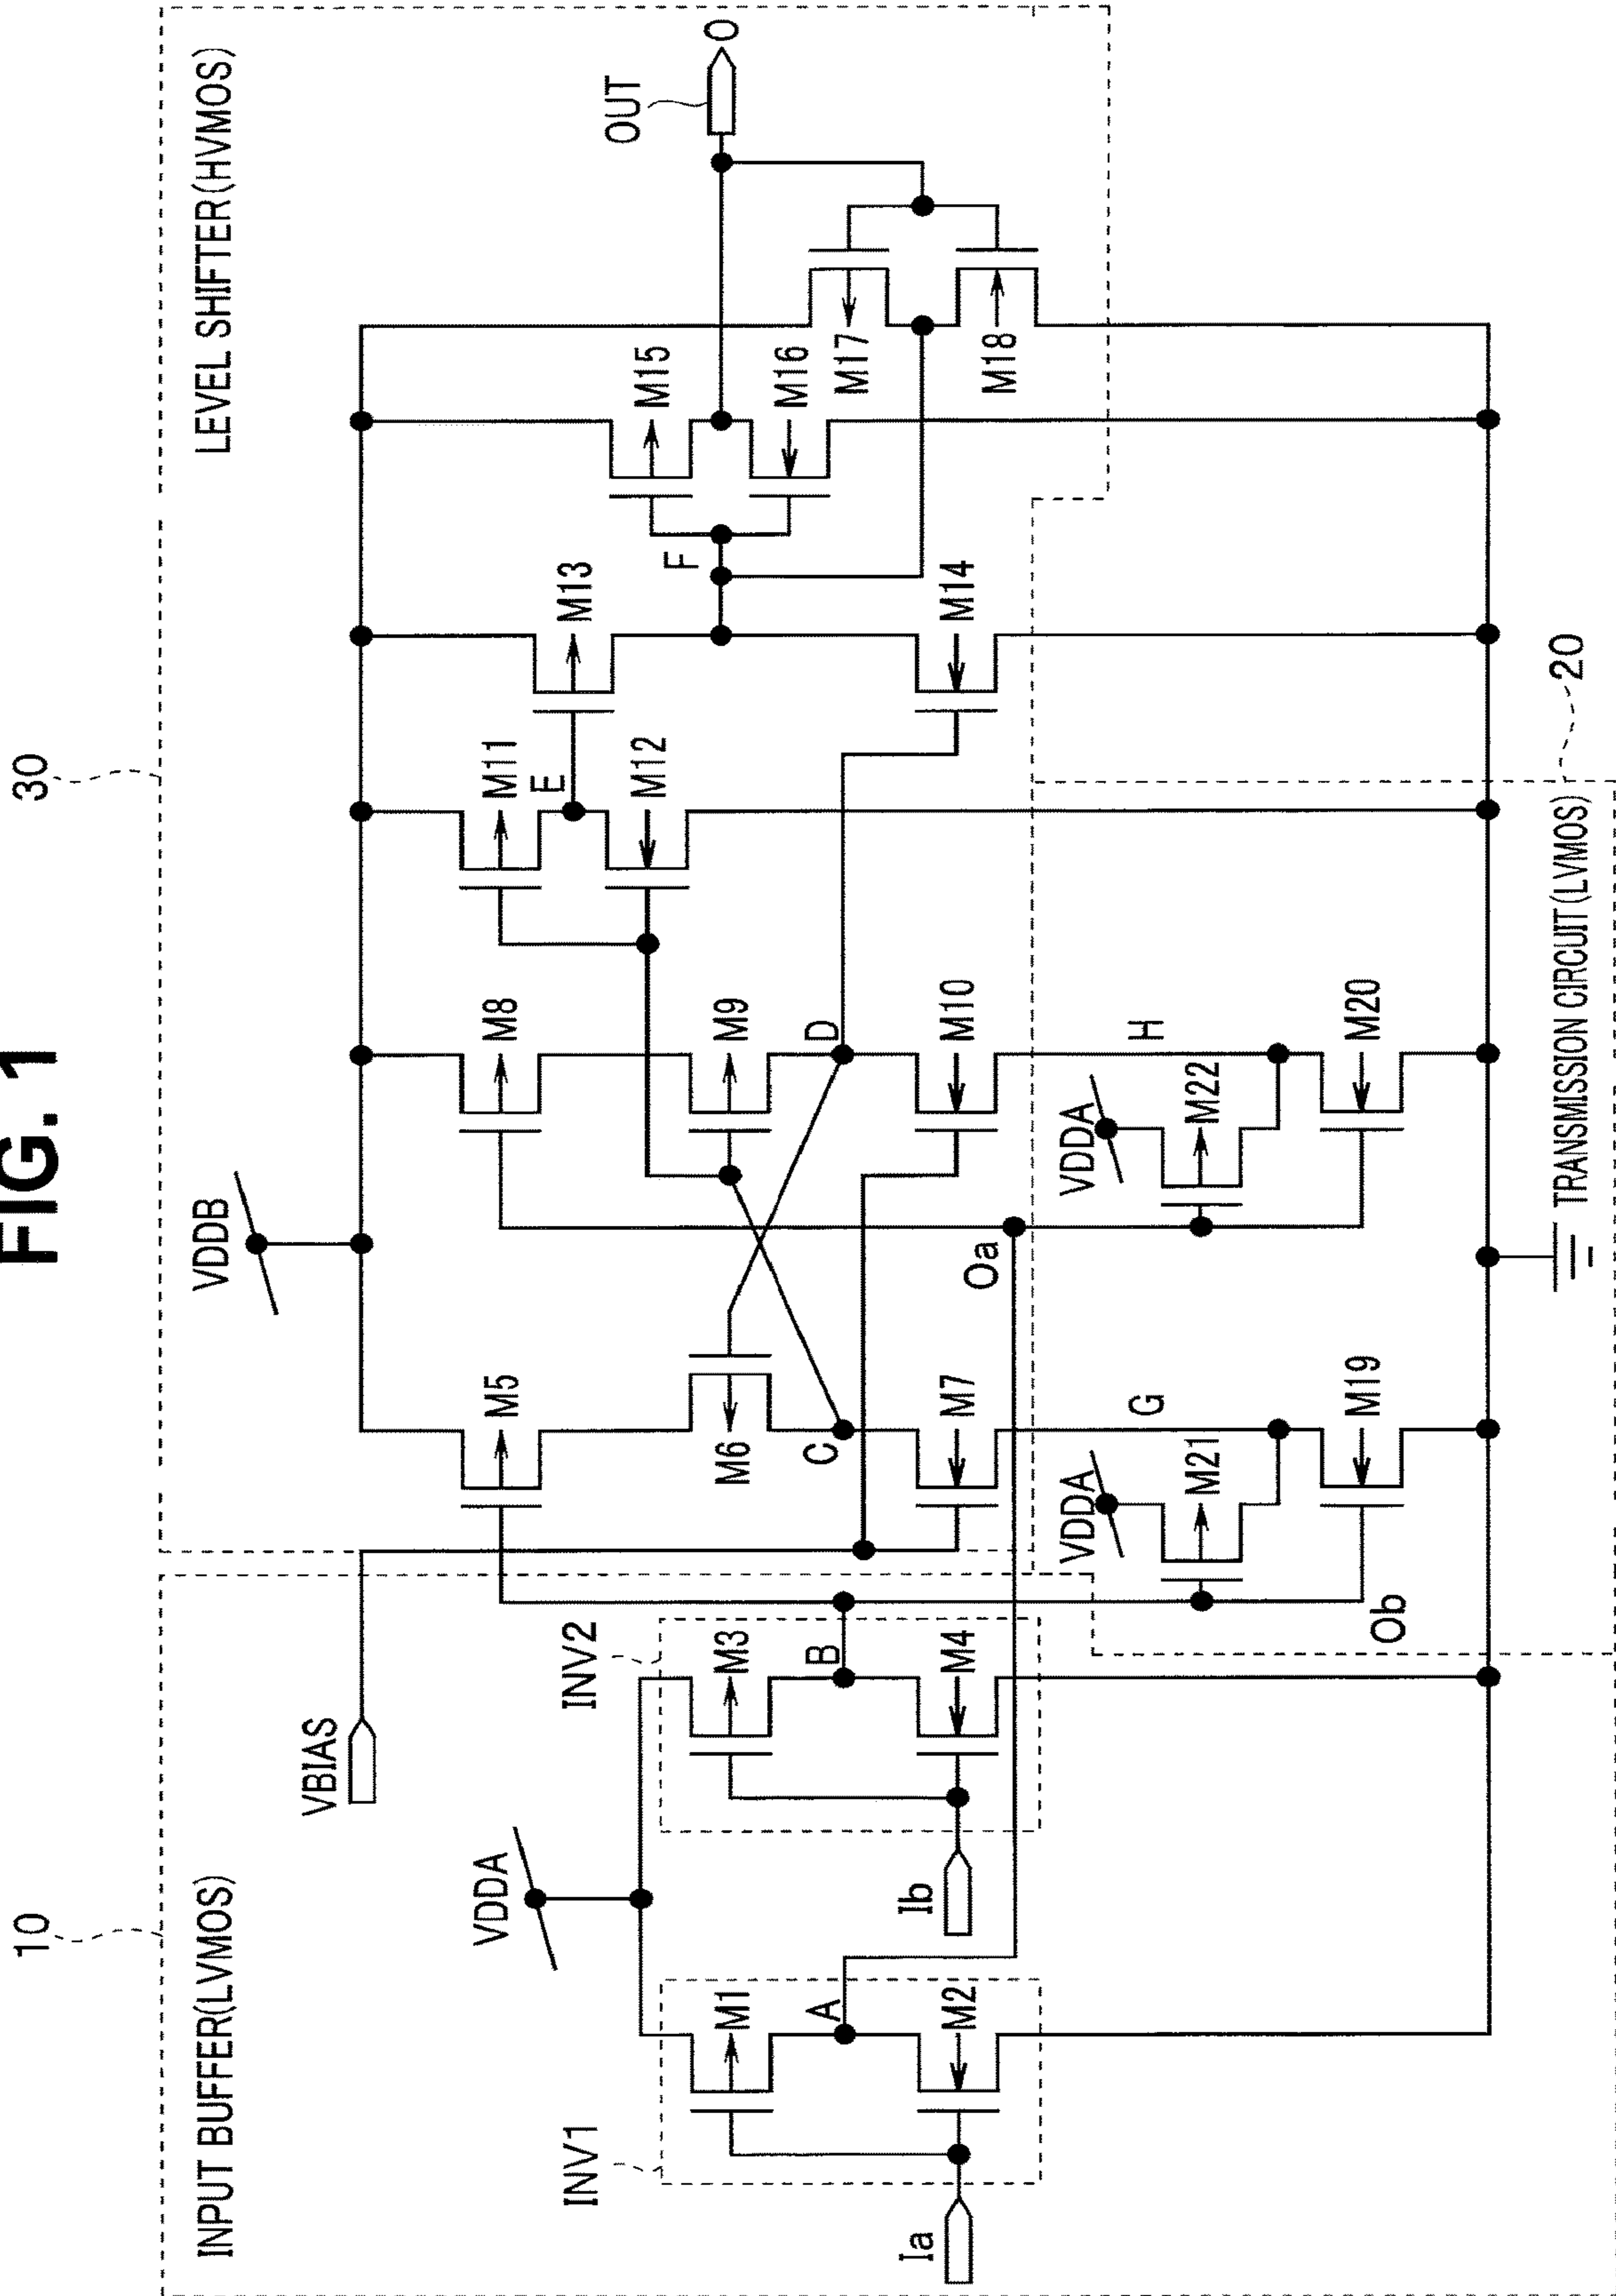 FIG. 1
10
30
INPUT BUFFER(LVMOS)
LEVEL SHIFTER(HVMOS)
VDDB
VBIAS
VDDA
INV1
INV2
M1
A
M2
Ia
M3
B
M4
Ib
M5
M6
C
M7
M8
M9
D
M10
M11
E
M12
M13
F
M14
M15
M16
M17
M18
OUT
O
Oa
Ob
VDDA
M21
G
M19
VDDA
M22
H
M20
TRANSMISSION CIRCUIT(LVMOS)
20